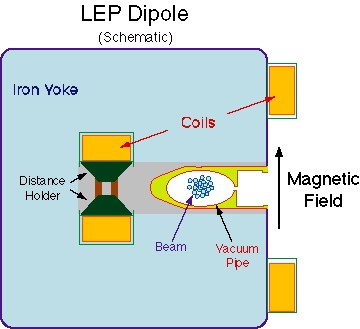 LEP Dipole
(Schematic)
Iron Yoke
Coils
Distance
Holder
Magnetic
Field
Beam
Vacuum
Pipe